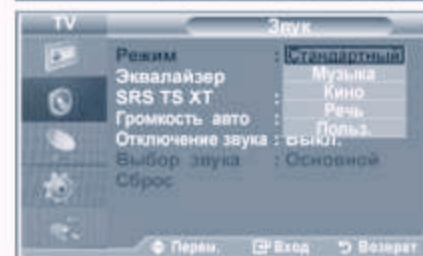 TV Звук
Режим : Стандартный
Музыка
Эквалайзер
Кино
SRS TS XT :
Речь
Громкость авто :
Польз.
Отключение звука : Выкл.
Выбор звука : Основной
Сброс
Перем. Вход Возврат